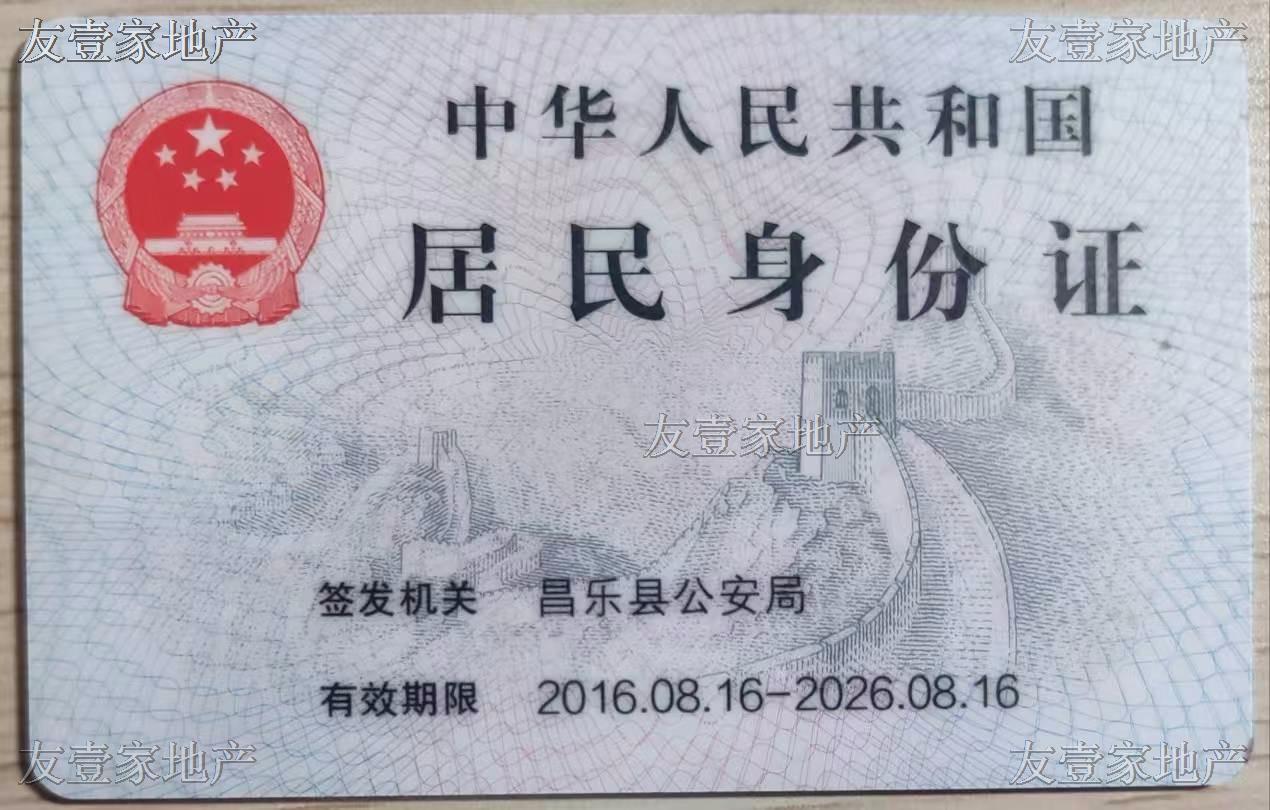 友壹家地产 友壹家地产
中华人民共和国
居民身份证
友壹家地产
签发机关 昌乐县公安局
有效期限 2016.08.16-2026.08.16
友壹家地产 友壹家地产